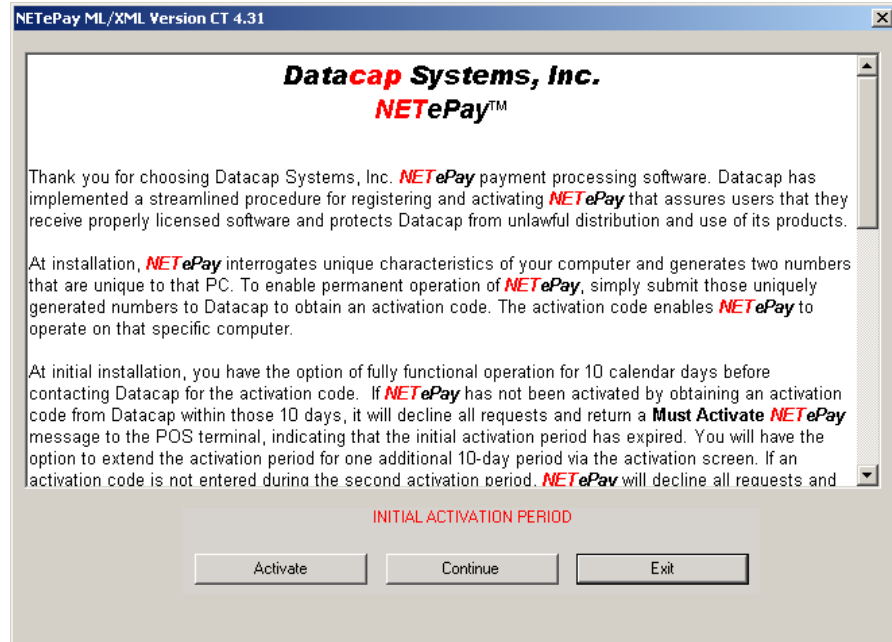 NETePay ML/XML Version CT 4.31
Datacap Systems, Inc.
NETePay™
Thank you for choosing Datacap Systems, Inc. NETePay payment processing software. Datacap has
implemented a streamlined procedure for registering and activating NETePay that assures users that they
receive properly licensed software and protects Datacap from unlawful distribution and use of its products.
At installation, NETePay interrogates unique characteristics of your computer and generates two numbers
that are unique to that PC. To enable permanent operation of NETePay, simply submit those uniquely
generated numbers to Datacap to obtain an activation code. The activation code enables NETePay to
operate on that specific computer.
At initial installation, you have the option of fully functional operation for 10 calendar days before
contacting Datacap for the activation code. If NETePay has not been activated by obtaining an activation
code from Datacap within those 10 days, it will decline all requests and return a Must Activate NETePay
message to the POS terminal, indicating that the initial activation period has expired. You will have the
option to extend the activation period for one additional 10-day period via the activation screen. If an
activation code is not entered during the second activation period, NETePay will decline all requests and
INITIAL ACTIVATION PERIOD
Activate
Continue
Exit